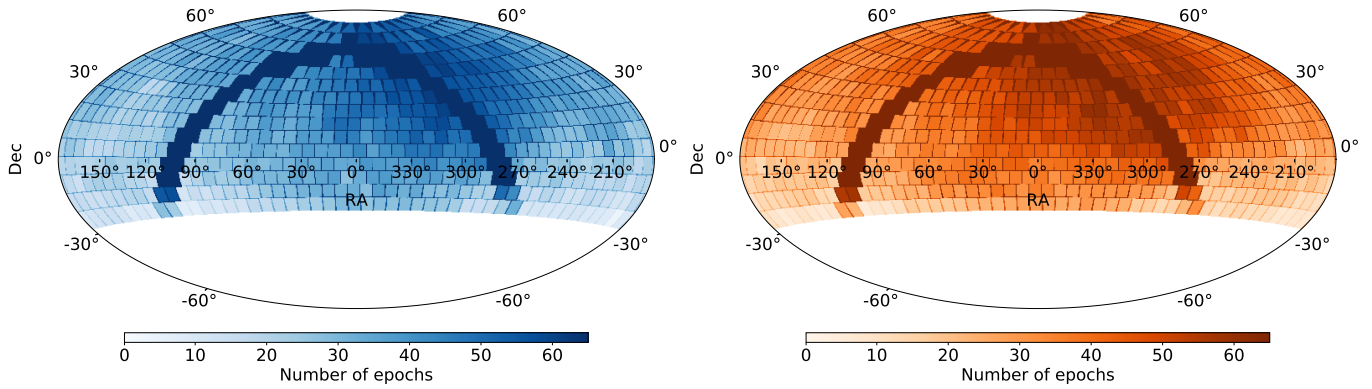 60° 60° 60° 60°
30° 30° 30° 30°
Dec 0° 0° Dec 0° 0°
150° 120° 90° 60° 30° 0° 330° 300° 270° 240° 210° 150° 120° 90° 60° 30° 0° 330° 300° 270° 240° 210°
RA RA
-30° -30° -30° -30°
-60° -60° -60° -60°
0 10 20 30 40 50 60 0 10 20 30 40 50 60
Number of epochs Number of epochs